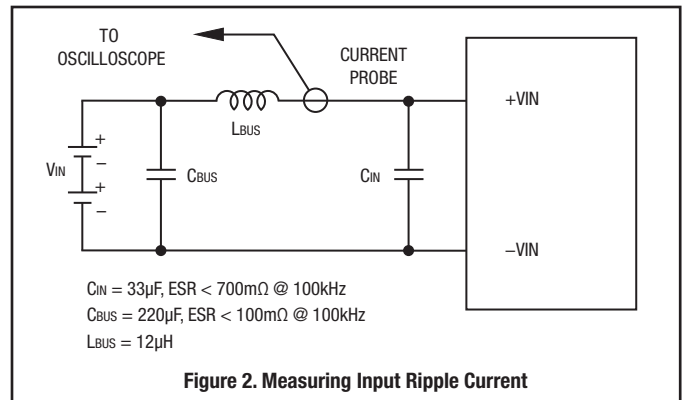 TO
OSCILLOSCOPE
CURRENT
PROBE
+VIN
LBUS
+
VIN
−
+
−
CBUS
CIN
−VIN
CIN = 33µF, ESR < 700mΩ @ 100kHz
CBUS = 220µF, ESR < 100mΩ @ 100kHz
LBUS = 12µH
Figure 2. Measuring Input Ripple Current